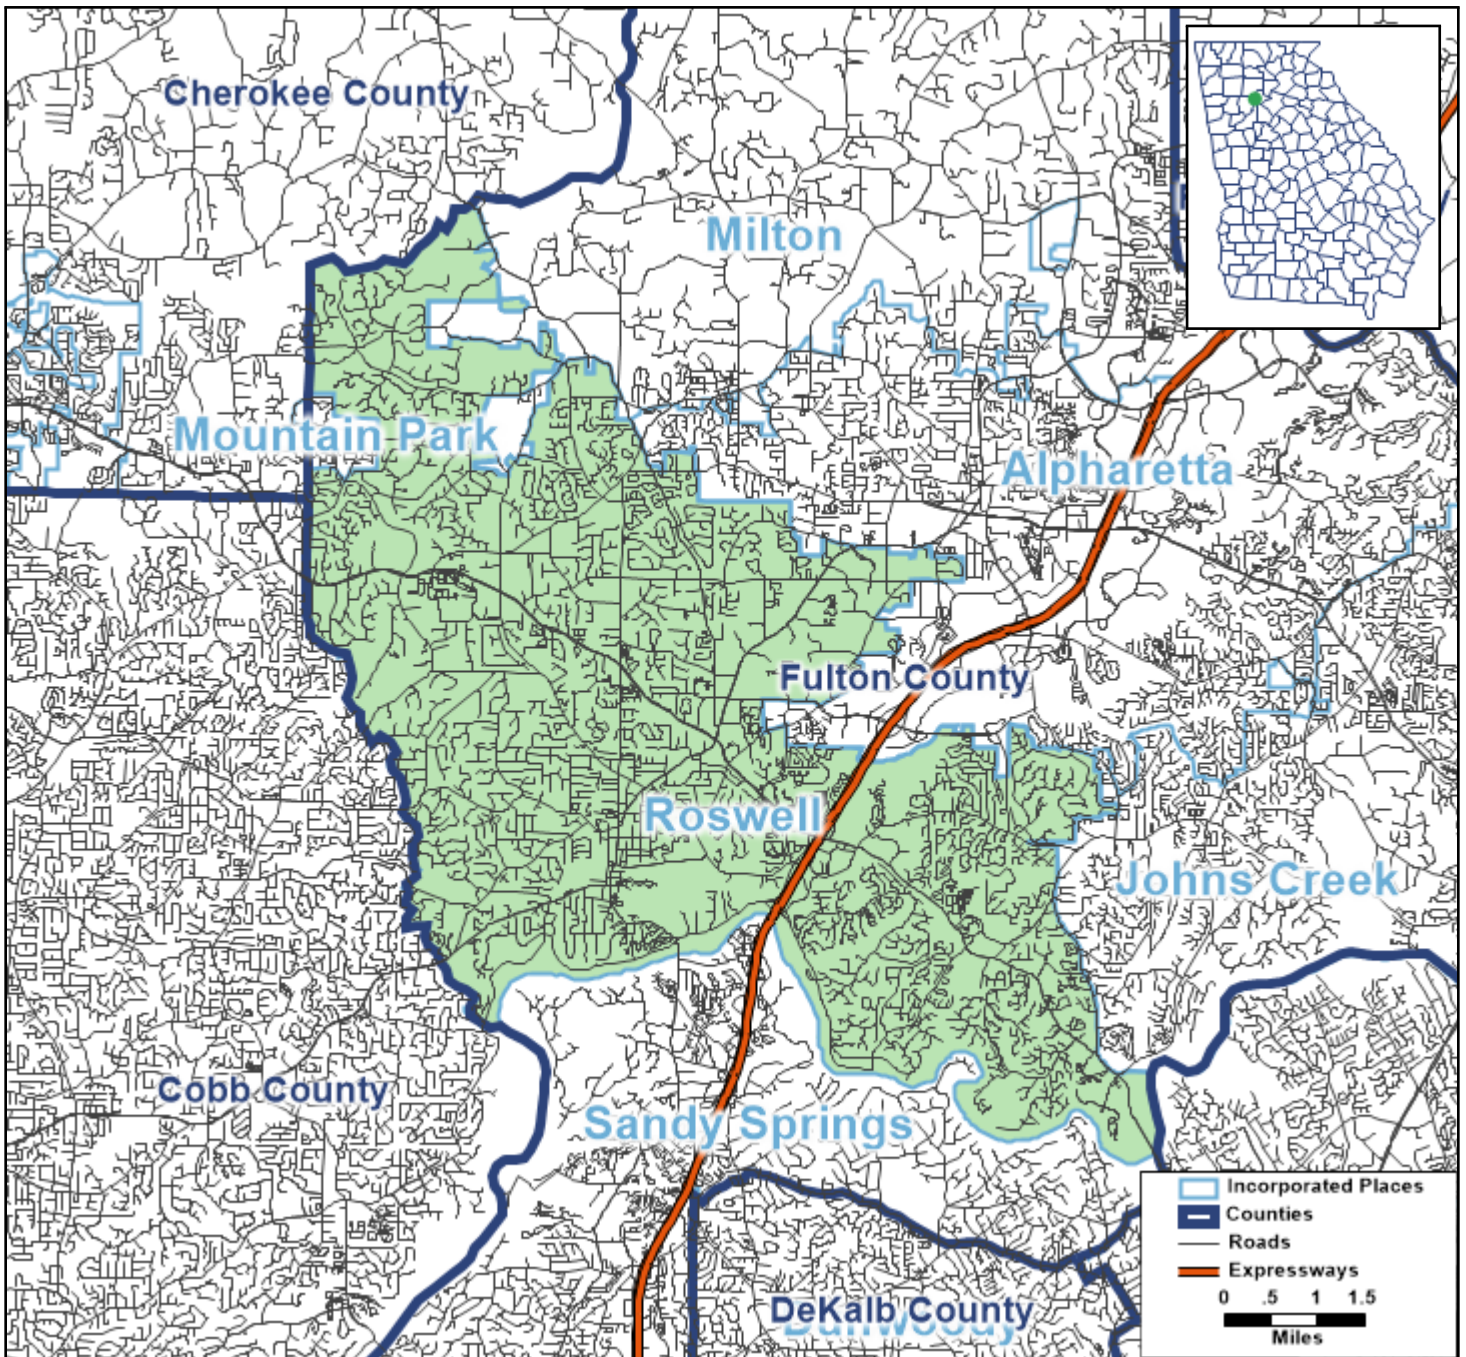 Cherokee County
Milton
Mountain Park
Alpharetta
Fulton County
Roswell
Johns Creek
Cobb County
Sandy Springs
DeKalb County
Dunwoody
Incorporated Places
Counties
Roads
Expressways
0 .5 1 1.5
Miles